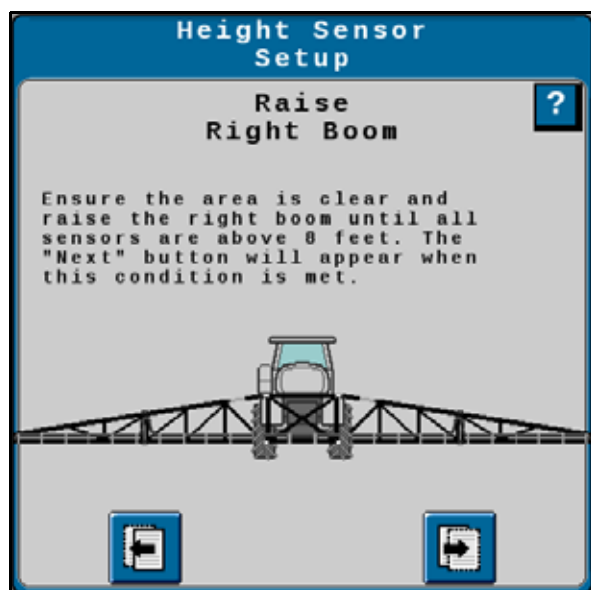 Height Sensor
Setup
Raise
Right Boom
?
Ensure the area is clear and
raise the right boom until all
sensors are above 8 feet. The
"Next" button will appear when
this condition is met.